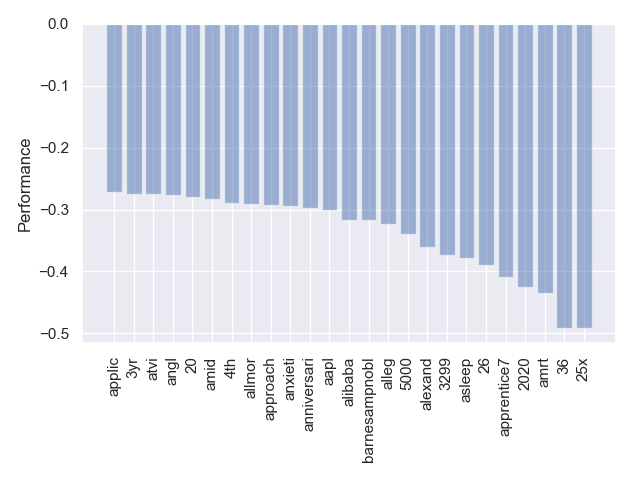 0.0
−0.1
−0.2
−0.3
−0.4
−0.5
Performance
applic
3yr
atvi
angl
20
amid
4th
allmor
approach
anxieti
anniversari
aapl
alibaba
barnesampnobl
alleg
5000
alexand
3299
asleep
26
apprentice7
2020
amrt
36
25x